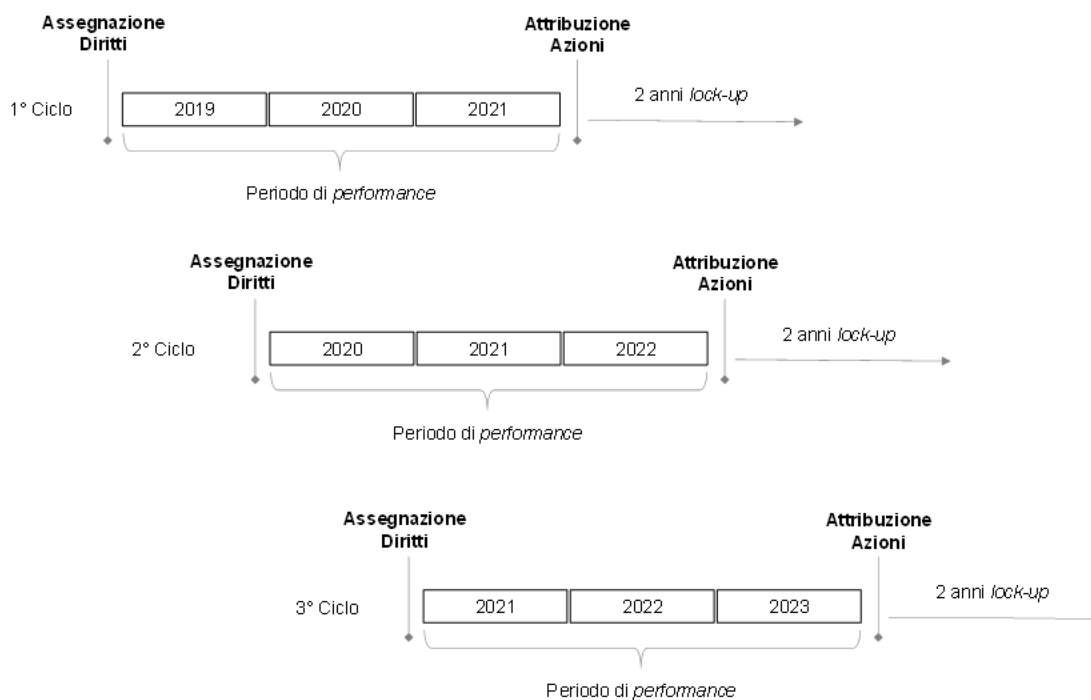 Assegnazione
Diritti
Attribuzione
Azioni
1° Ciclo
2019
2020
2021
2 anni lock-up
Periodo di performance
Assegnazione
Diritti
Attribuzione
Azioni
2° Ciclo
2020
2021
2022
2 anni lock-up
Periodo di performance
Assegnazione
Diritti
Attribuzione
Azioni
3° Ciclo
2021
2022
2023
2 anni lock-up
Periodo di performance